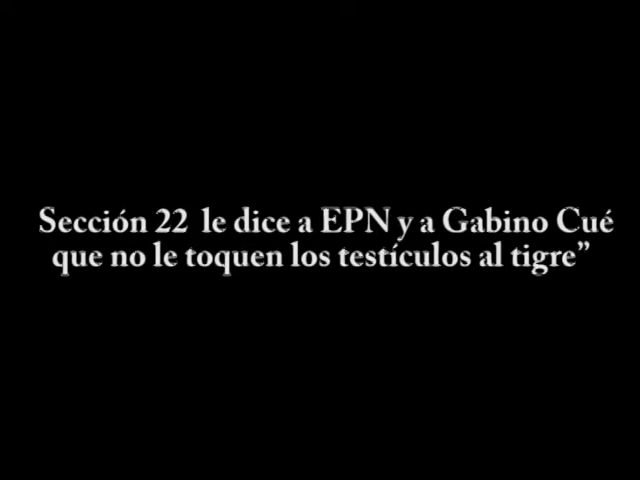 Sección 22 le dice a EPN y a Gabino Cué
que no le toquen los testículos al tigre”